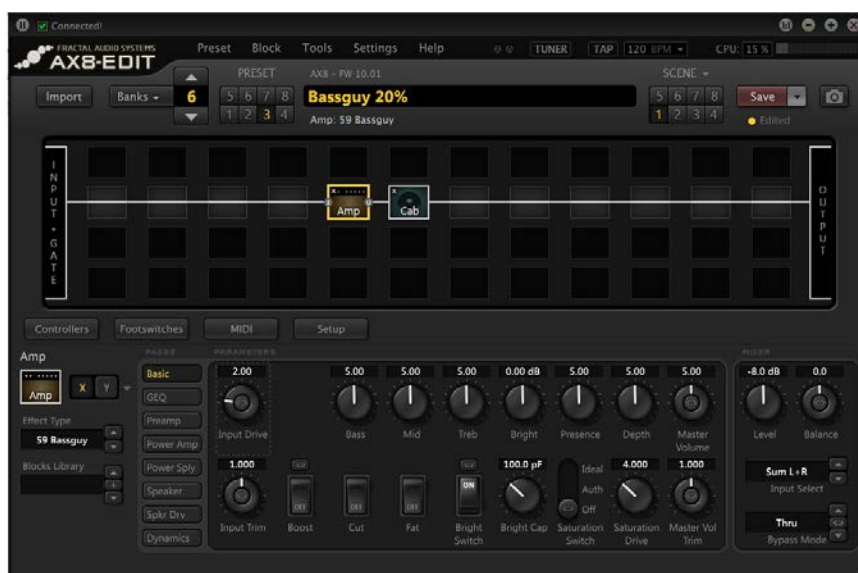 Connected!
FRACTAL AUDIO SYSTEMS
AX8-EDIT
Preset Block Tools Settings Help TUNER TAP 120 BPM CPU: 15 %
PRESET AX8 - FW 10.01 SCENE
Import Banks 6 5 6 7 8 Bassguy 20% 5 6 7 8 Save
1 2 3 4 Amp: 59 Bassguy 1 2 3 4 Edited
INPUT + GATE
X Amp
X Cab
OUTPUT
Controllers Footswitches MIDI Setup
Amp PAGES PARAMETERS MIXER
Amp X Y
Effect Type
59 Bassguy
Blocks Library
Basic
GEQ
Preamp
Power Amp
Power Sply
Speaker
Spkr Drv
Dynamics
2.00 5.00 5.00 5.00 0.00 dB 5.00 5.00 5.00
Input Drive Bass Mid Treb Bright Presence Depth Master Volume
1.000 OFF OFF OFF ON 100.0 pF Ideal Auth Off 4.000 1.000
Input Trim Boost Cut Fat Bright Switch Bright Cap Saturation Switch Saturation Drive Master Vol Trim
-8.0 dB 0.0
Level Balance
Sum L+R
Input Select
Thru
Bypass Mode